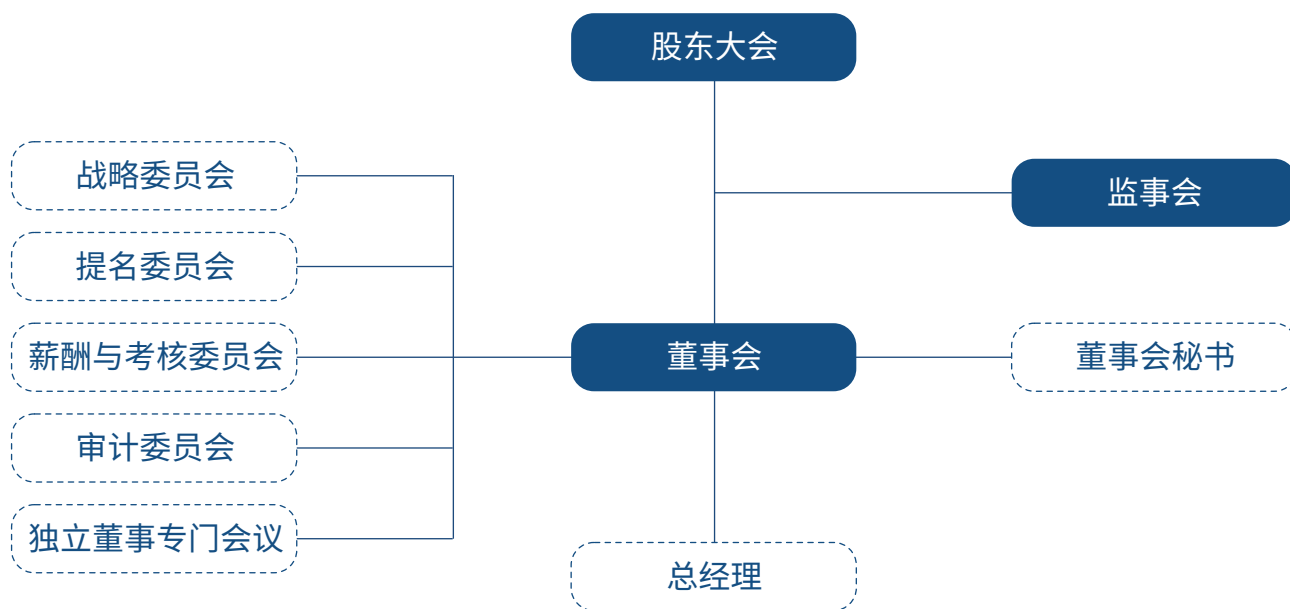 股东大会
监事会
战略委员会
提名委员会
薪酬与考核委员会
审计委员会
独立董事专门会议
董事会
董事会秘书
总经理